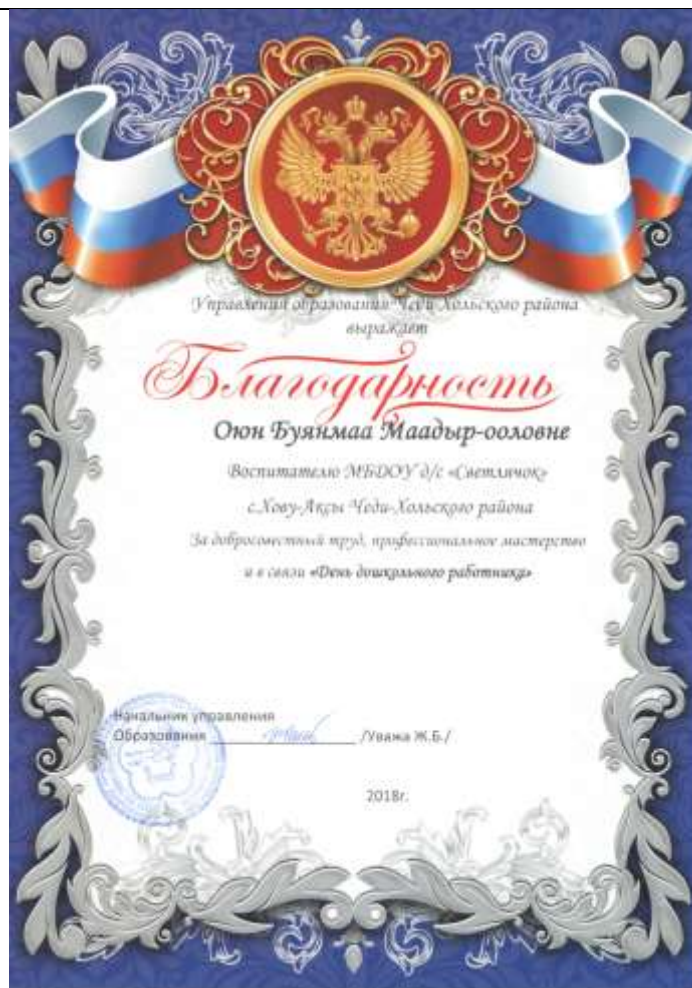 Управления образования Чеди-Хольского района
выражает
Благодарность
Оюн Буянмаа Маадыр-ооловне
Воспитателю МБДОУ д/с «Светлячок»
с.Хову-Аксы Чеди-Хольского района
За добросовестный труд, профессиональное мастерство
и в связи «День дошкольного работника»
Начальник управления
Образования /Уважа Ж.Б./
2018г.